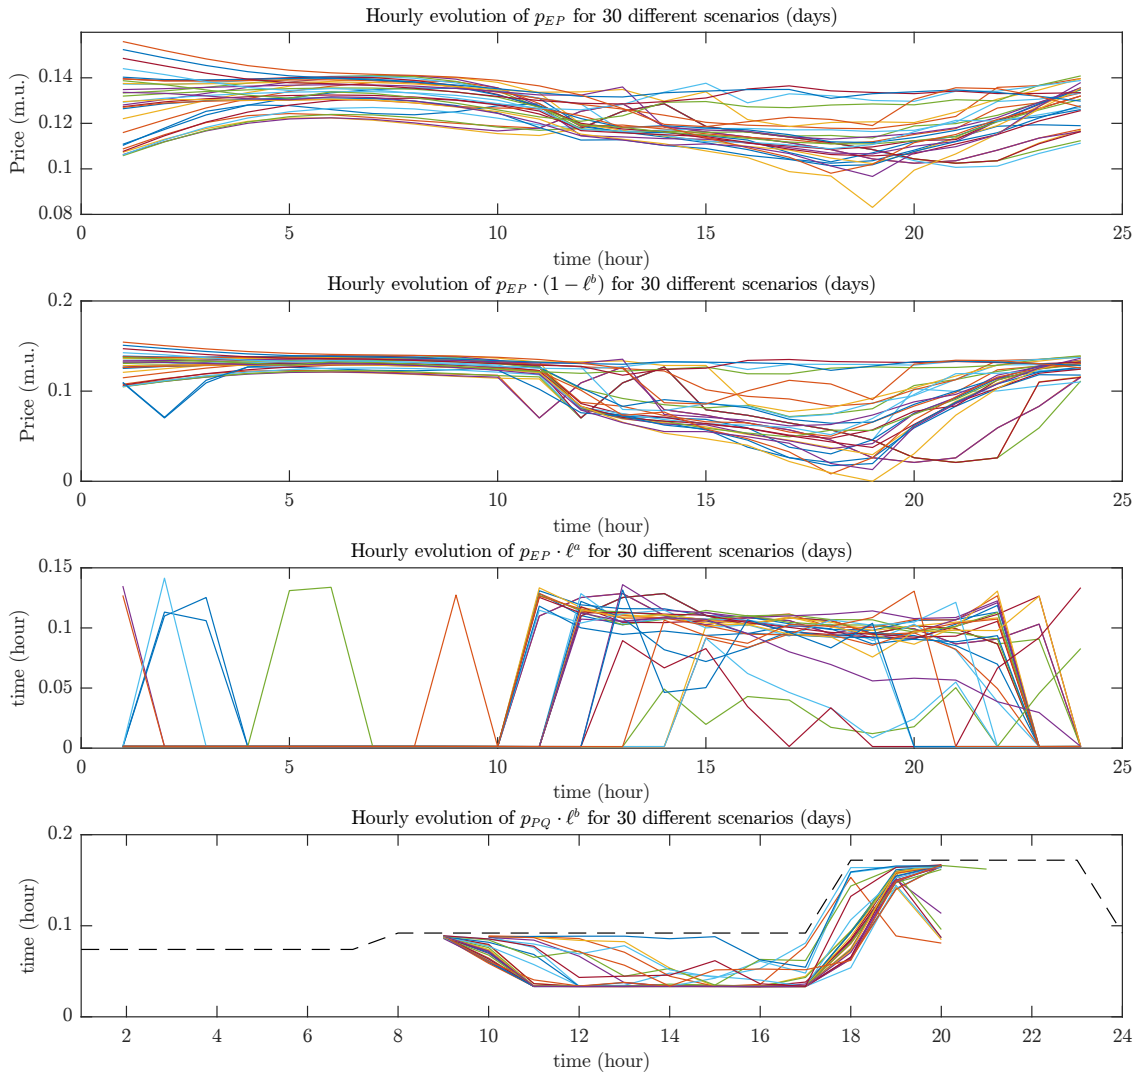 Hourly evolution of p_EP for 30 different scenarios (days)
Price (m.u.)
0.14
0.12
0.1
0.08
0 5 10 15 20 25
time (hour)
Hourly evolution of p_EP · (1 − ℓ^b) for 30 different scenarios (days)
Price (m.u.)
0.2
0.1
0
0 5 10 15 20 25
time (hour)
Hourly evolution of p_EP · ℓ^a for 30 different scenarios (days)
time (hour)
0.15
0.1
0.05
0
0 5 10 15 20 25
time (hour)
Hourly evolution of p_PQ · ℓ^b for 30 different scenarios (days)
time (hour)
0.2
0.1
0
2 4 6 8 10 12 14 16 18 20 22 24
time (hour)